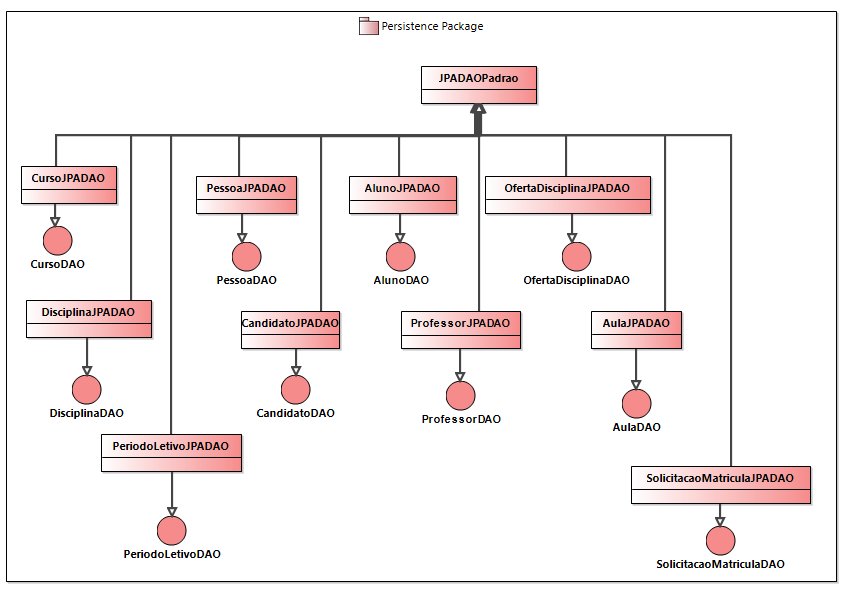 Persistence Package
JPADAOPadrao
CursoJPADAO
PessoaJPADAO
AlunoJPADAO
OfertaDisciplinaJPADAO
CursoDAO
PessoaDAO
AlunoDAO
OfertaDisciplinaDAO
DisciplinaJPADAO
CandidatoJPADAO
ProfessorJPADAO
AulaJPADAO
DisciplinaDAO
CandidatoDAO
ProfessorDAO
AulaDAO
PeriodoLetivoJPADAO
SolicitacaoMatriculaJPADAO
PeriodoLetivoDAO
SolicitacaoMatriculaDAO